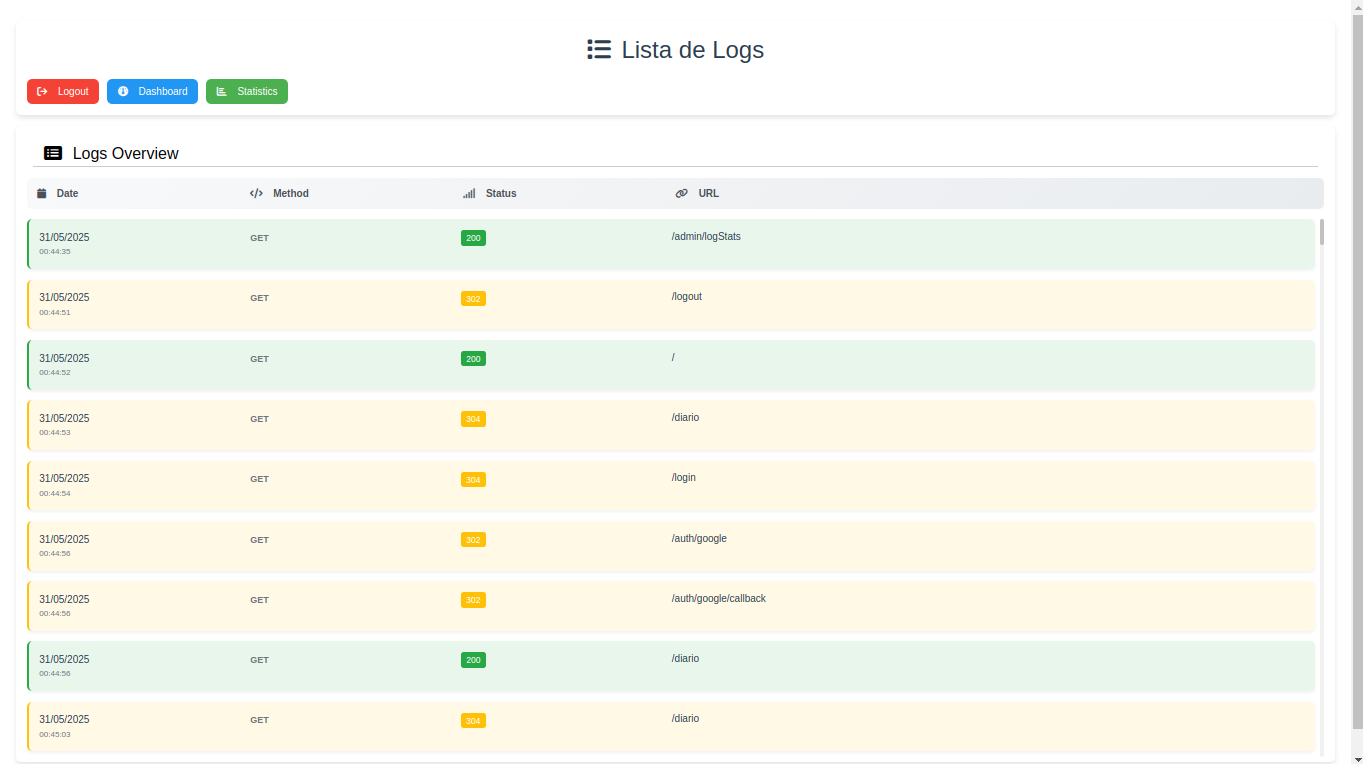 Lista de Logs
Logout Dashboard Statistics
Logs Overview
Date Method Status URL
31/05/2025 GET 200 /admin/logStats
00:44:35
31/05/2025 GET 302 /logout
00:44:51
31/05/2025 GET 200 /
00:44:52
31/05/2025 GET 304 /diario
00:44:53
31/05/2025 GET 304 /login
00:44:54
31/05/2025 GET 302 /auth/google
00:44:56
31/05/2025 GET 302 /auth/google/callback
00:44:56
31/05/2025 GET 200 /diario
00:44:56
31/05/2025 GET 304 /diario
00:45:03